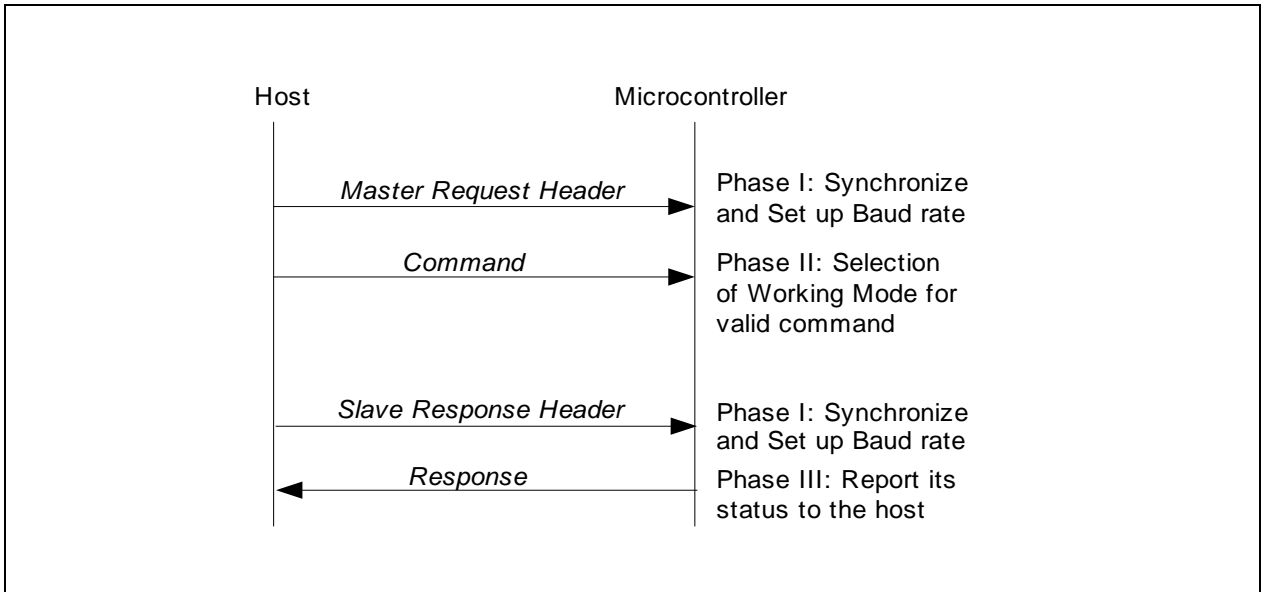 Host
Microcontroller
Master Request Header
Phase I: Synchronize
and Set up Baud rate
Command
Phase II: Selection
of Working Mode for
valid command
Slave Response Header
Phase I: Synchronize
and Set up Baud rate
Response
Phase III: Report its
status to the host